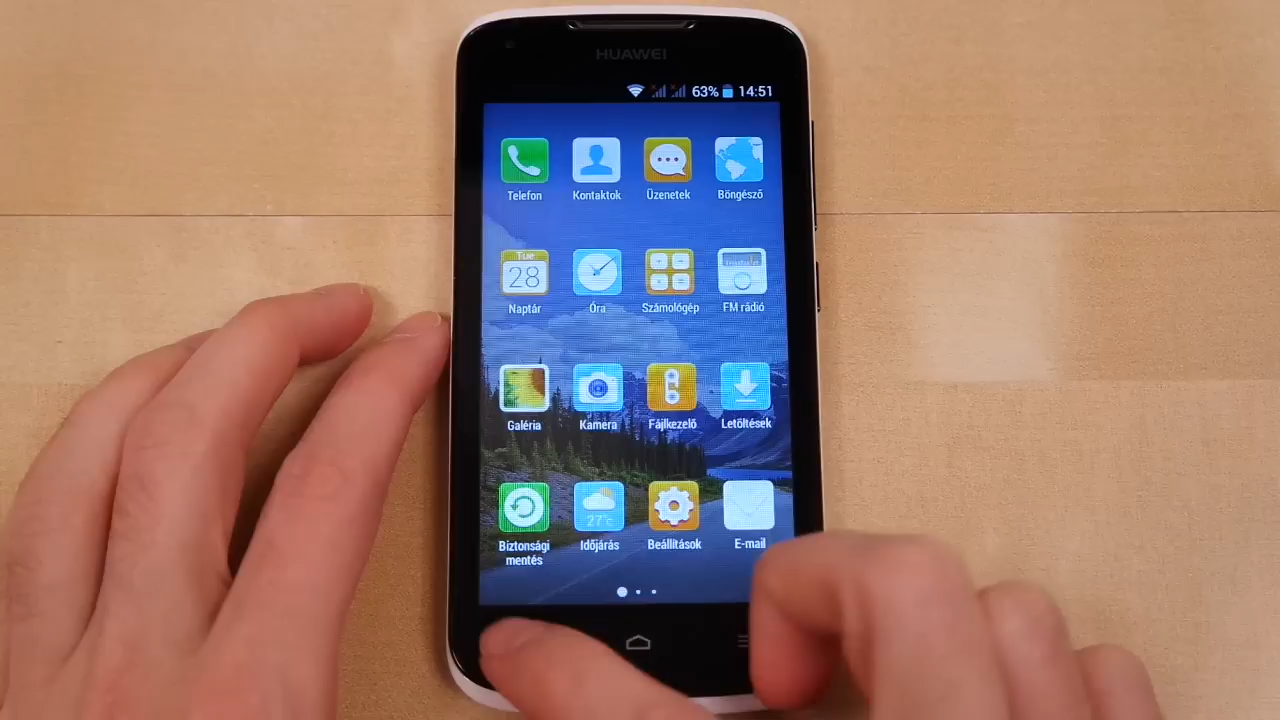 HUAWEI
63% 14:51
Telefon Kontaktok Üzenetek Böngésző
Tue
28
Naptár Óra Számológép FM rádió
Galéria Kamera Fájlkezelő Letöltések
27°c
Biztonsági mentés Időjárás Beállítások E-mail